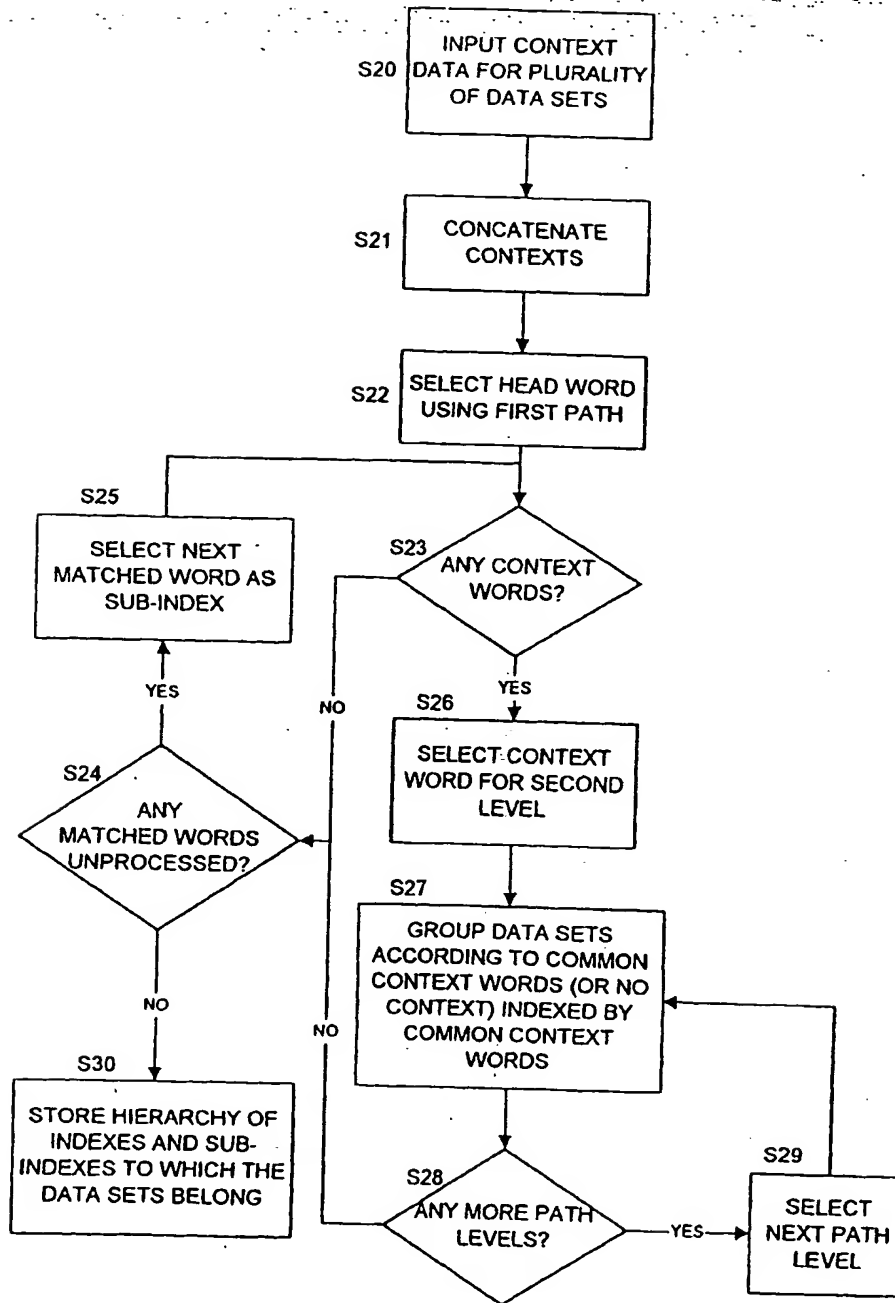 INPUT CONTEXT
DATA FOR PLURALITY
OF DATA SETS
S20
CONCATENATE
CONTEXTS
S21
SELECT HEAD WORD
USING FIRST PATH
S22
S25
SELECT NEXT
MATCHED WORD AS
SUB-INDEX
S23
ANY CONTEXT
WORDS?
YES
NO
YES
S26
SELECT CONTEXT
WORD FOR SECOND
LEVEL
S24
ANY
MATCHED WORDS
UNPROCESSED?
S27
GROUP DATA SETS
ACCORDING TO COMMON
CONTEXT WORDS (OR NO
CONTEXT) INDEXED BY
COMMON CONTEXT
WORDS
NO
NO
S30
STORE HIERARCHY OF
INDEXES AND SUB-
INDEXES TO WHICH THE
DATA SETS BELONG
S28
ANY MORE PATH
LEVELS?
YES
S29
SELECT
NEXT PATH
LEVEL